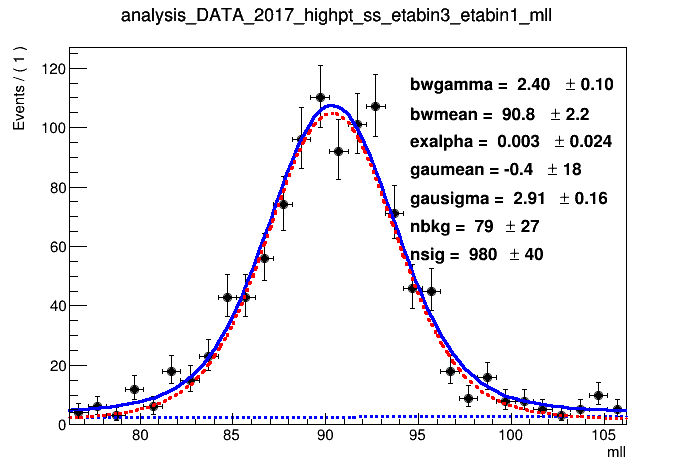 analysis_DATA_2017_highpt_ss_etabin3_etabin1_mll
Events / ( 1 )
120
100
80
60
40
20
0
bwgamma = 2.40 ± 0.10
bwmean = 90.8 ± 2.2
exalpha = 0.003 ± 0.024
gaumean = -0.4 ± 18
gausigma = 2.91 ± 0.16
nbkg = 79 ± 27
nsig = 980 ± 40
80 85 90 95 100 105
mll